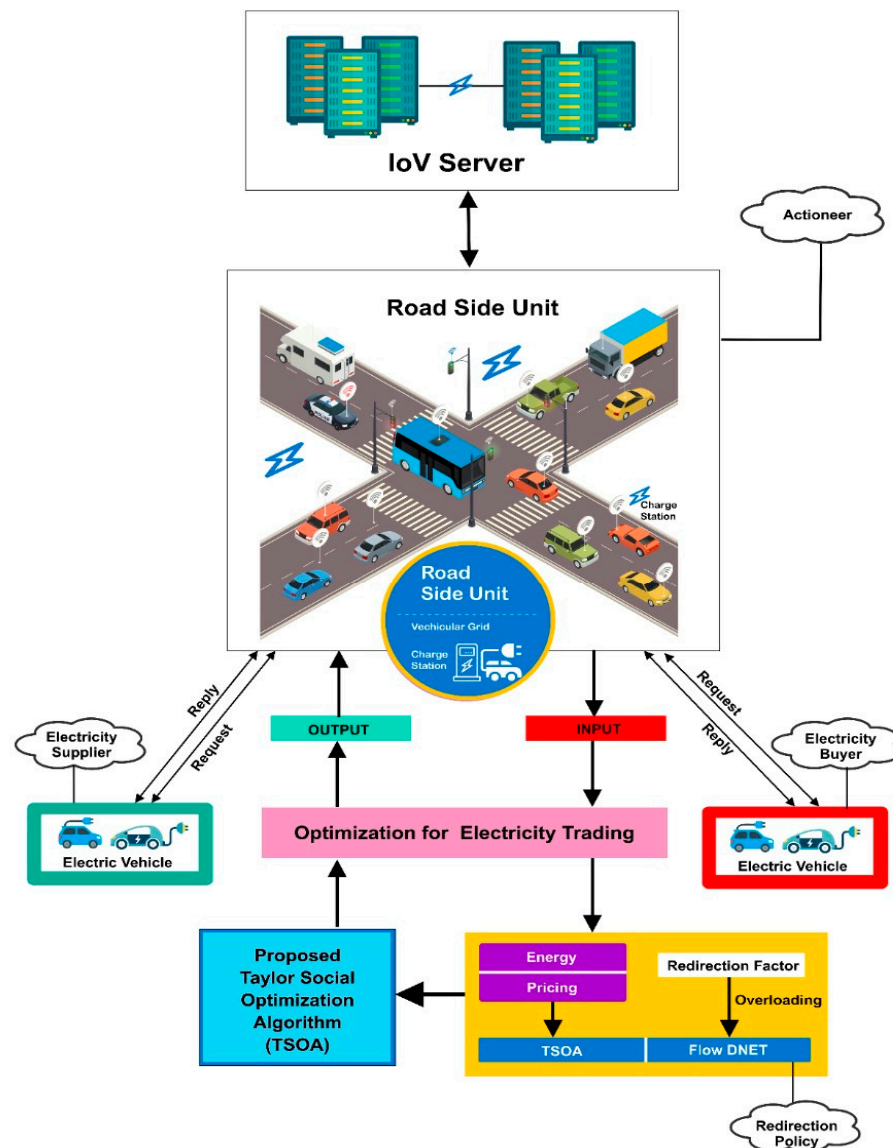 IoV Server
Actioneer
Road Side Unit
Charge
Station
Road
Side Unit
Vechicular Grid
Charge
Station
Reply
Request
Request
Reply
OUTPUT
INPUT
Electricity
Supplier
Electricity
Buyer
Electric Vehicle
Optimization for Electricity Trading
Electric Vehicle
Proposed
Taylor Social
Optimization
Algorithm
(TSOA)
Energy
Pricing
Redirection Factor
Overloading
TSOA
Flow DNET
Redirection
Policy